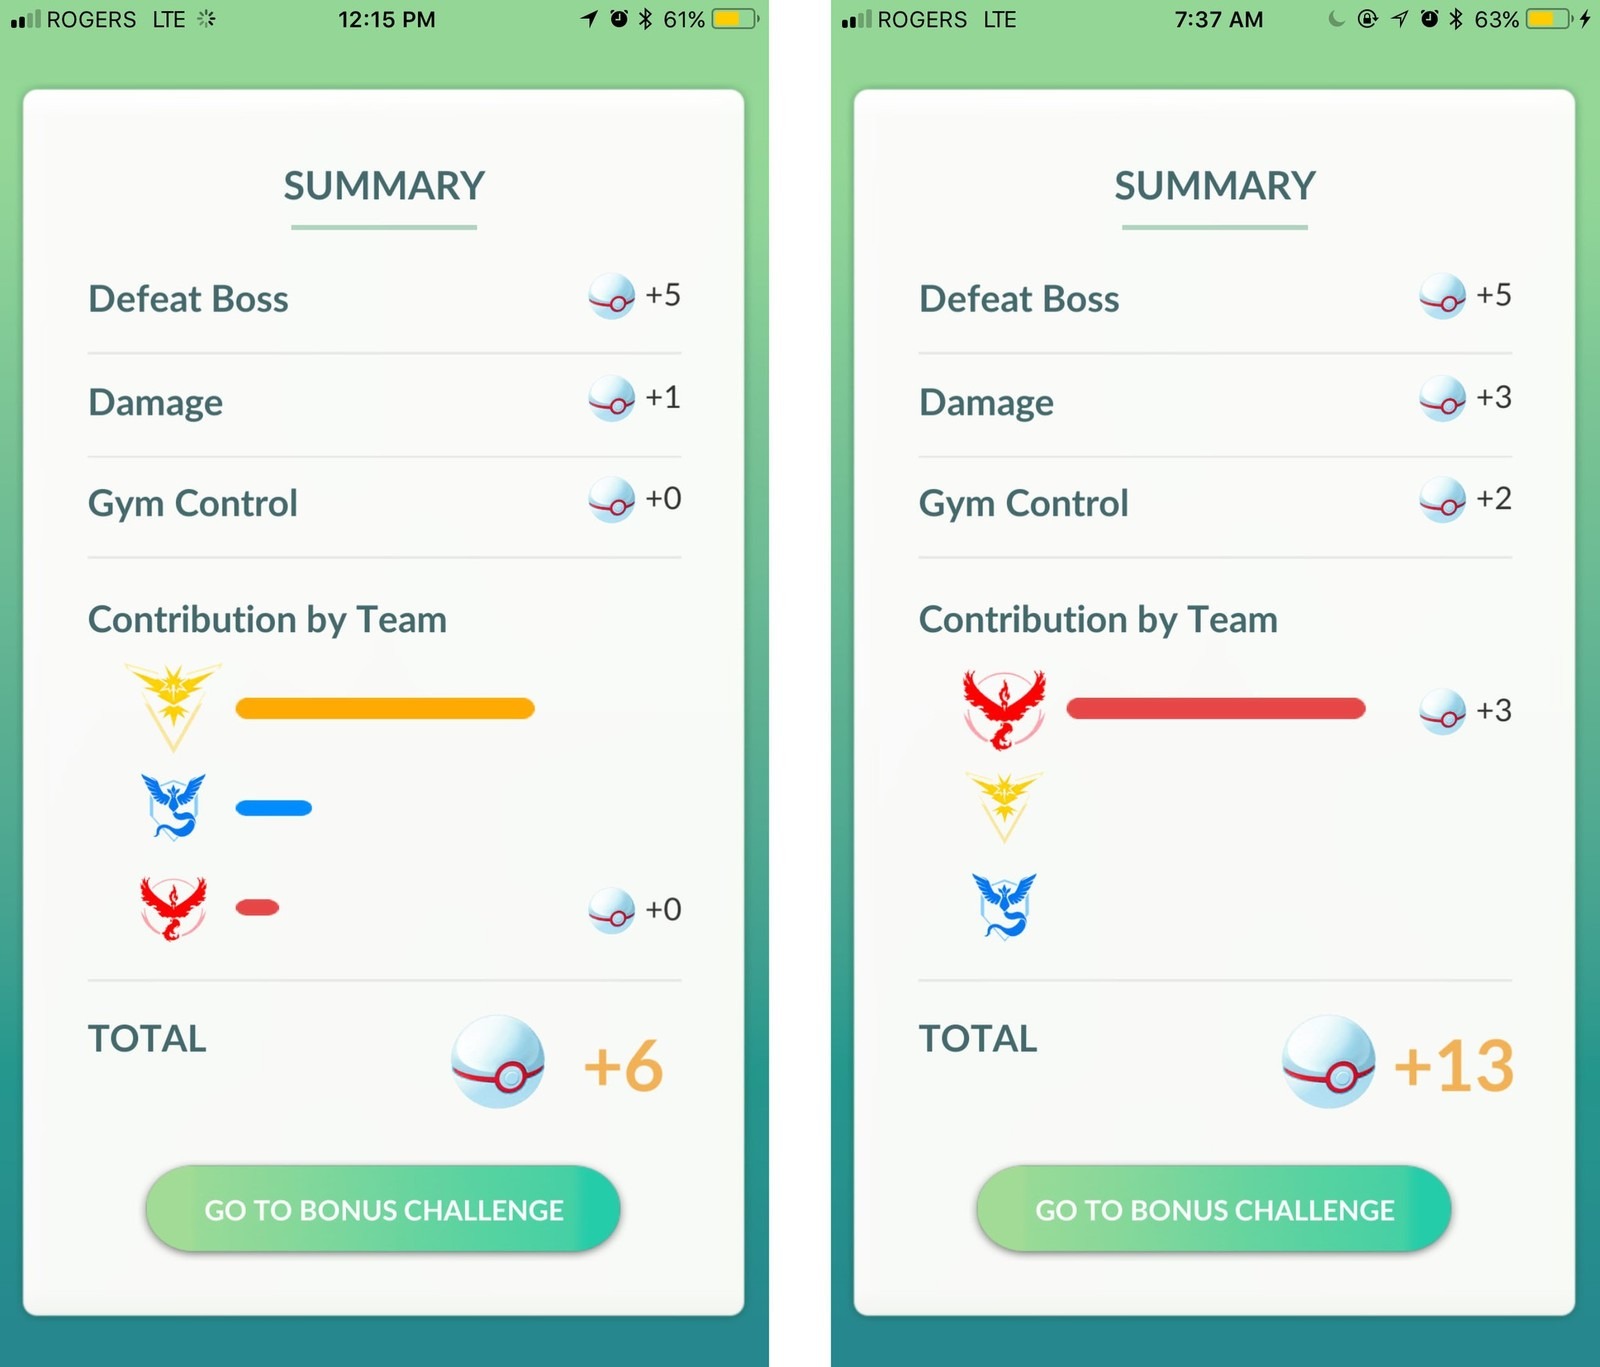 ROGERS LTE 12:15 PM 61%
SUMMARY
Defeat Boss +5
Damage +1
Gym Control +0
Contribution by Team
+0
TOTAL +6
GO TO BONUS CHALLENGE
ROGERS LTE 7:37 AM 63%
SUMMARY
Defeat Boss +5
Damage +3
Gym Control +2
Contribution by Team
+3
TOTAL +13
GO TO BONUS CHALLENGE